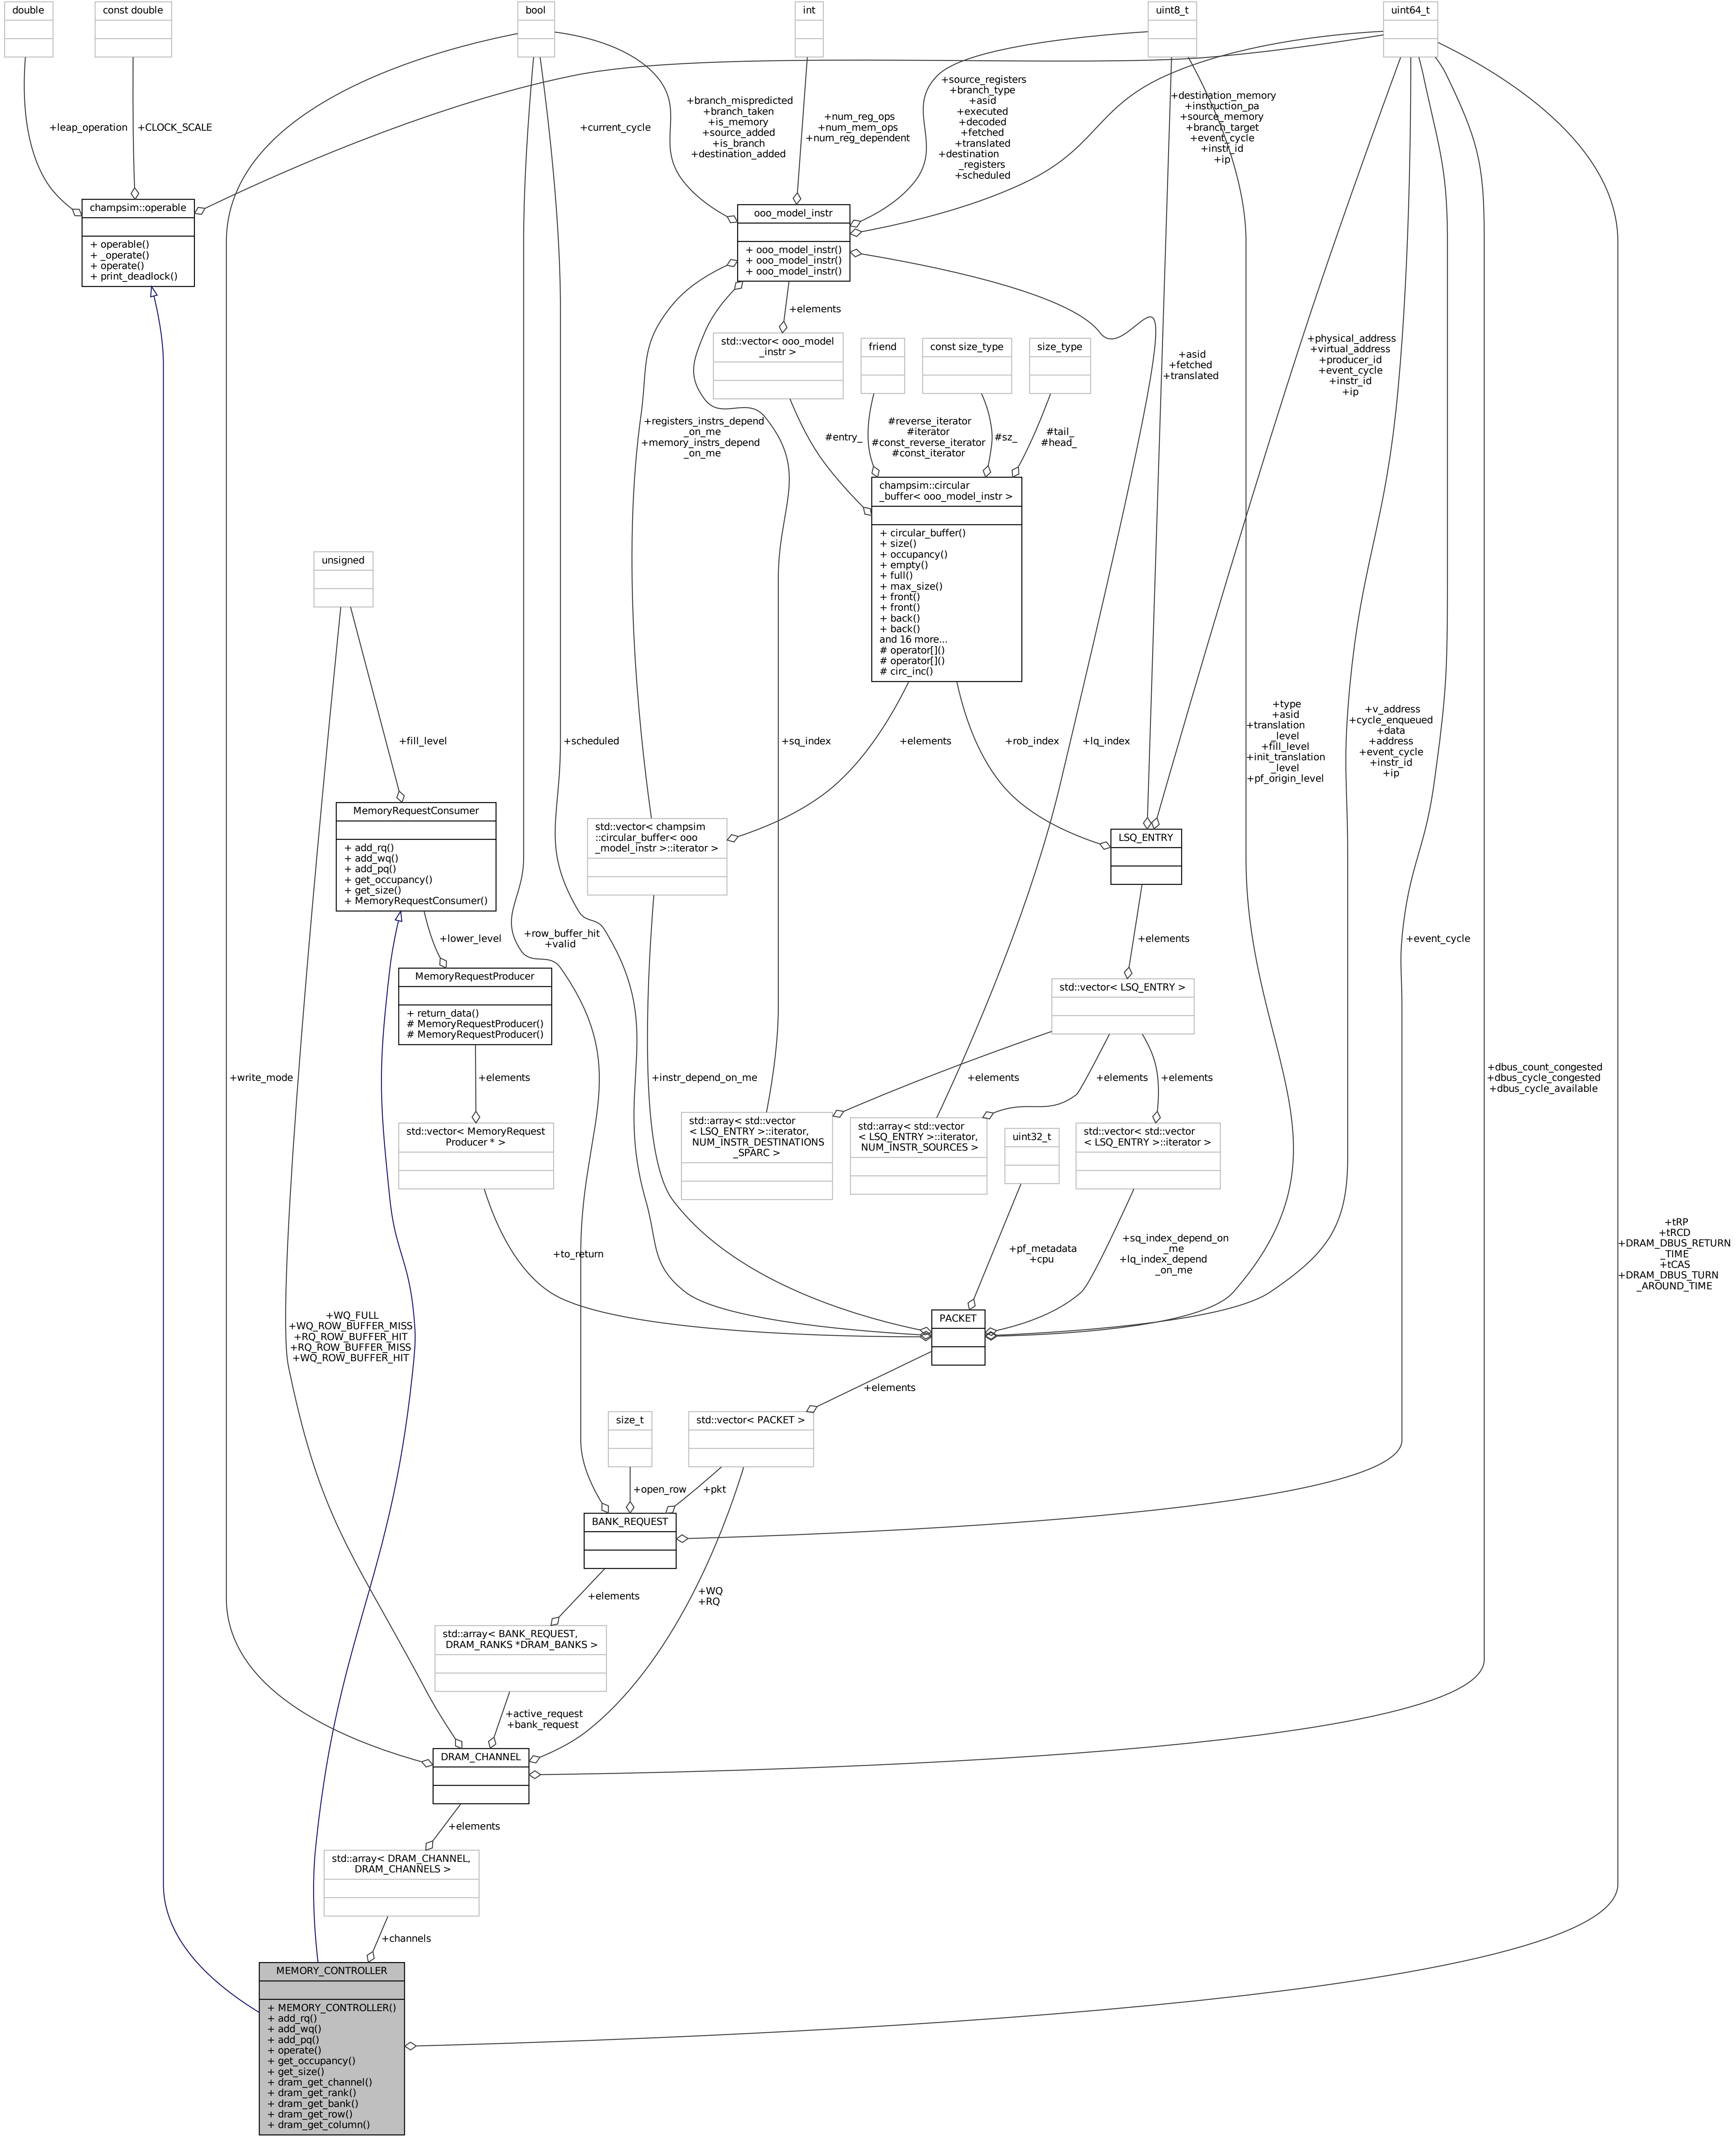 double
const double
bool
int
uint8_t
uint64_t
+leap_operation
+CLOCK_SCALE
+current_cycle
+branch_mispredicted
+branch_taken
+is_memory
+source_added
+is_branch
+destination_added
+num_reg_ops
+num_mem_ops
+num_reg_dependent
+source_registers
+branch_type
+asid
+executed
+decoded
+fetched
+translated
+destination
_registers
+scheduled
+destination_memory
+instruction_pa
+source_memory
+branch_target
+event_cycle
+instr_id
+ip
champsim::operable
+ operable()
+ _operate()
+ operate()
+ print_deadlock()
ooo_model_instr
+ ooo_model_instr()
+ ooo_model_instr()
+ ooo_model_instr()
+elements
std::vector< ooo_model
_instr >
friend
const size_type
size_type
+asid
+fetched
+translated
+physical_address
+virtual_address
+producer_id
+event_cycle
+instr_id
+ip
+registers_instrs_depend
_on_me
+memory_instrs_depend
_on_me
#entry_
#reverse_iterator
#iterator
#const_reverse_iterator
#const_iterator
#sz_
#tail_
#head_
champsim::circular
_buffer< ooo_model_instr >
+ circular_buffer()
+ size()
+ occupancy()
+ empty()
+ full()
+ max_size()
+ front()
+ front()
+ back()
+ back()
and 16 more...
# operator[]()
# operator[]()
# circ_inc()
unsigned
+fill_level
+scheduled
+sq_index
+elements
+rob_index
+lq_index
+type
+asid
+translation
_level
+fill_level
+init_translation
_level
+pf_origin_level
+v_address
+cycle_enqueued
+data
+address
+event_cycle
+instr_id
+ip
MemoryRequestConsumer
+ add_rq()
+ add_wq()
+ add_pq()
+ get_occupancy()
+ get_size()
+ MemoryRequestConsumer()
std::vector< champsim
::circular_buffer< ooo
_model_instr >::iterator >
LSQ_ENTRY
+lower_level
+row_buffer_hit
+valid
+elements
+event_cycle
MemoryRequestProducer
+ return_data()
# MemoryRequestProducer()
# MemoryRequestProducer()
std::vector< LSQ_ENTRY >
+write_mode
+elements
+instr_depend_on_me
+elements
+elements
+elements
+dbus_count_congested
+dbus_cycle_congested
+dbus_cycle_available
std::vector< MemoryRequest
Producer * >
std::array< std::vector
< LSQ_ENTRY >::iterator,
NUM_INSTR_DESTINATIONS
_SPARC >
std::array< std::vector
< LSQ_ENTRY >::iterator,
NUM_INSTR_SOURCES >
uint32_t
std::vector< std::vector
< LSQ_ENTRY >::iterator >
+to_return
+pf_metadata
+cpu
+sq_index_depend_on
_me
+lq_index_depend
_on_me
+tRP
+tRCD
+DRAM_DBUS_RETURN
_TIME
+tCAS
+DRAM_DBUS_TURN
_AROUND_TIME
+WQ_FULL
+WQ_ROW_BUFFER_MISS
+RQ_ROW_BUFFER_HIT
+RQ_ROW_BUFFER_MISS
+WQ_ROW_BUFFER_HIT
PACKET
+elements
size_t
std::vector< PACKET >
+open_row
+pkt
BANK_REQUEST
+elements
+WQ
+RQ
std::array< BANK_REQUEST,
DRAM_RANKS *DRAM_BANKS >
+active_request
+bank_request
DRAM_CHANNEL
+elements
std::array< DRAM_CHANNEL,
DRAM_CHANNELS >
+channels
MEMORY_CONTROLLER
+ MEMORY_CONTROLLER()
+ add_rq()
+ add_wq()
+ add_pq()
+ operate()
+ get_occupancy()
+ get_size()
+ dram_get_channel()
+ dram_get_rank()
+ dram_get_bank()
+ dram_get_row()
+ dram_get_column()